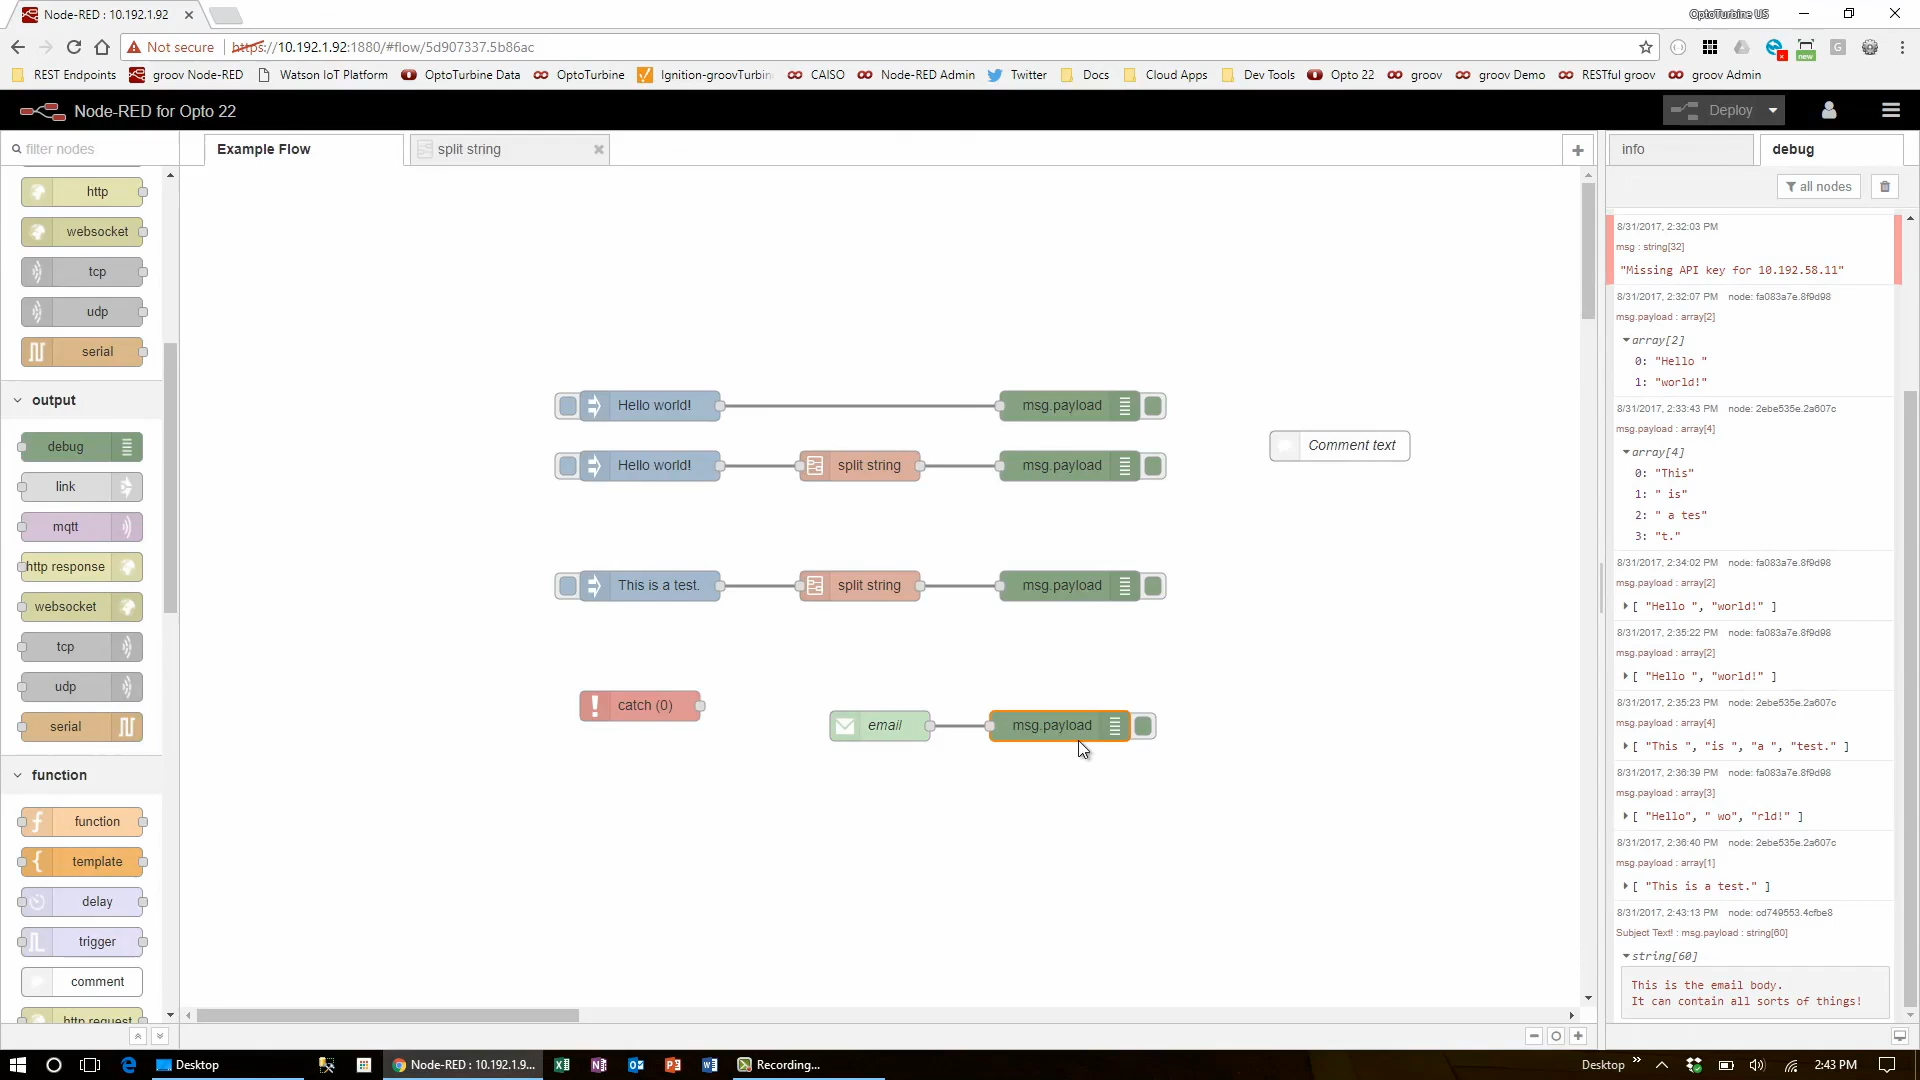 Node-RED : 10.192.1.92
OptoTurbine US
Not secure
https://10.192.1.92:1880/#flow/5d907337.5b86ac
new
REST Endpoints
groov Node-RED
Watson IoT Platform
OptoTurbine Data
OptoTurbine
Ignition-groovTurbin
CAISO
Node-RED Admin
Twitter
Docs
Cloud Apps
Dev Tools
Opto 22
groov
groov Demo
RESTful groov
groov Admin
Node-RED for Opto 22
Deploy
filter nodes
http
websocket
tcp
udp
serial
output
debug
link
mqtt
http response
websocket
tcp
udp
serial
function
function
template
delay
trigger
comment
http request
Example Flow
split string
Hello world!
msg.payload
Hello world!
split string
msg.payload
Comment text
This is a test.
split string
msg.payload
catch (0)
email
msg.payload
info
debug
all nodes
8/31/2017, 2:32:03 PM
msg : string[32]
"Missing API key for 10.192.58.11"
8/31/2017, 2:32:07 PM node: fa083a7e.8f9d98
msg.payload : array[2]
array[2]
0: "Hello "
1: "world!"
8/31/2017, 2:33:43 PM node: 2ebe535e.2a607c
msg.payload : array[4]
array[4]
0: "This"
1: " is"
2: " a tes"
3: "t."
8/31/2017, 2:34:02 PM node: fa083a7e.8f9d98
msg.payload : array[2]
[ "Hello ", "world!" ]
8/31/2017, 2:35:22 PM node: fa083a7e.8f9d98
msg.payload : array[2]
[ "Hello ", "world!" ]
8/31/2017, 2:35:23 PM node: 2ebe535e.2a607c
msg.payload : array[4]
[ "This ", "is ", "a ", "test." ]
8/31/2017, 2:36:39 PM node: fa083a7e.8f9d98
msg.payload : array[3]
[ "Hello", " wo", "rld!" ]
8/31/2017, 2:36:40 PM node: 2ebe535e.2a607c
msg.payload : array[1]
[ "This is a test." ]
8/31/2017, 2:43:13 PM node: cd749553.4cfbe8
Subject Text! : msg.payload : string[60]
string[60]
This is the email body.
It can contain all sorts of things!
Desktop
Node-RED : 10.192.1.9...
Recording...
Desktop
2:43 PM